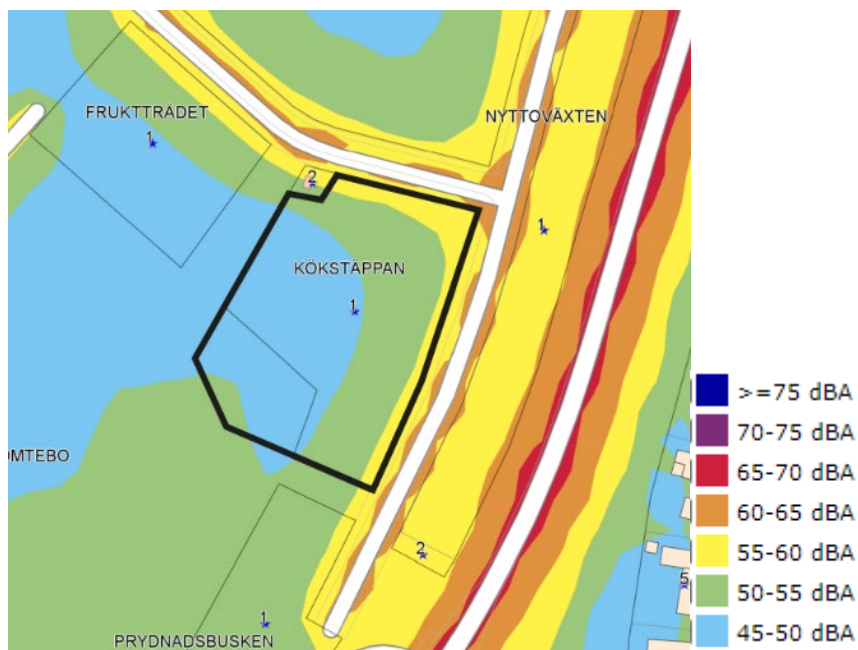 FRUKTTRÄDET
1
NYTTOVÄXTEN
2
1
KÖKSTÄPPAN
1
OMTEBO
2
5
1
PRYDNADSBUSKEN
>=75 dBA
70-75 dBA
65-70 dBA
60-65 dBA
55-60 dBA
50-55 dBA
45-50 dBA